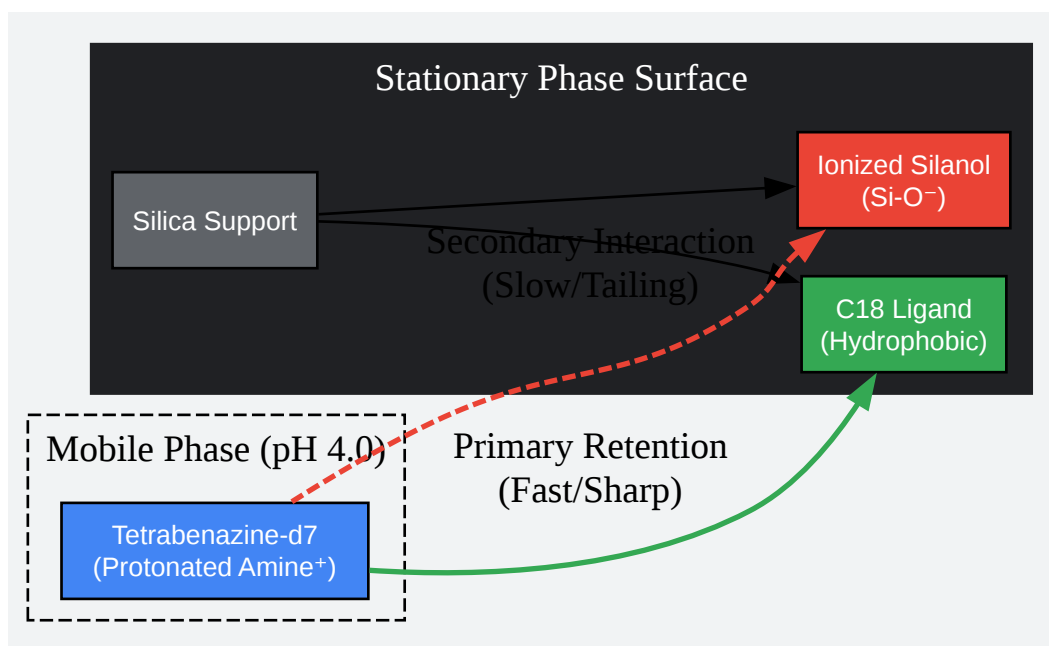 Stationary Phase Surface
Ionized Silanol
(Si-O⁻)
Silica Support
Secondary Interaction
(Slow/Tailing)
C18 Ligand
(Hydrophobic)
Mobile Phase (pH 4.0)
Primary Retention
(Fast/Sharp)
Tetrabenazine-d7
(Protonated Amine⁺)